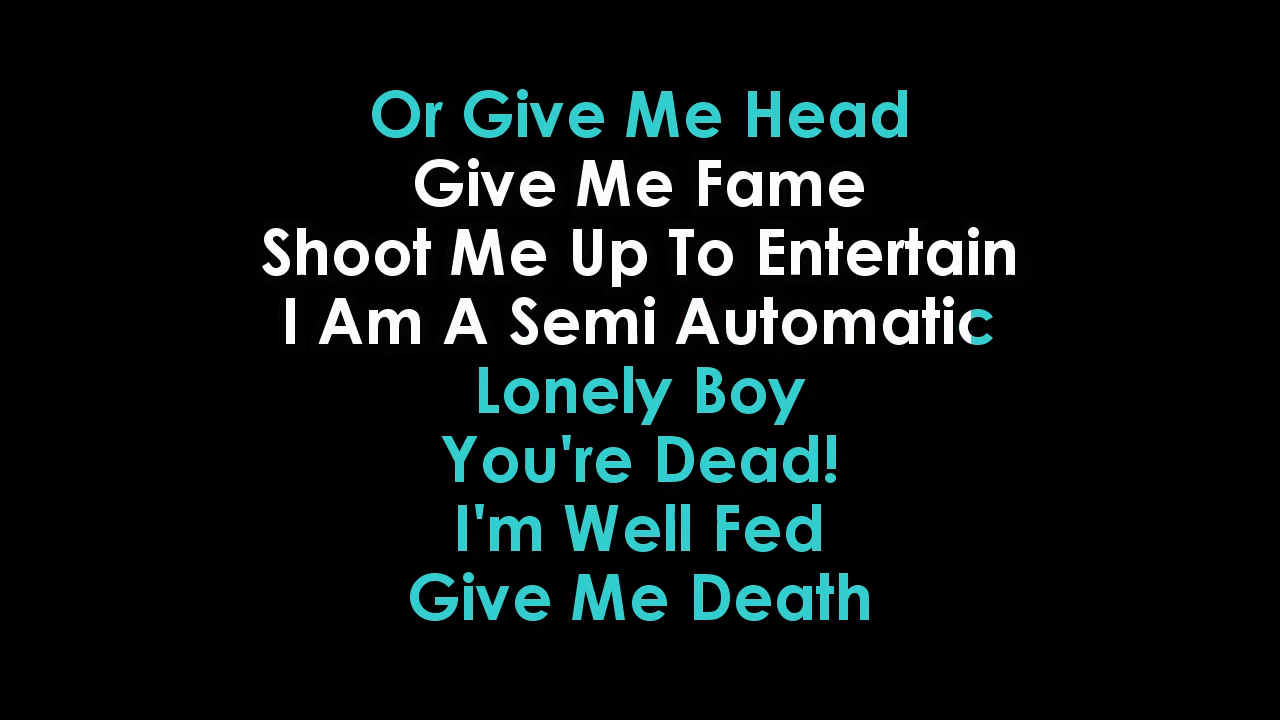 Or Give Me Head
Give Me Fame
Shoot Me Up To Entertain
I Am A Semi Automatic
Lonely Boy
You're Dead!
I'm Well Fed
Give Me Death